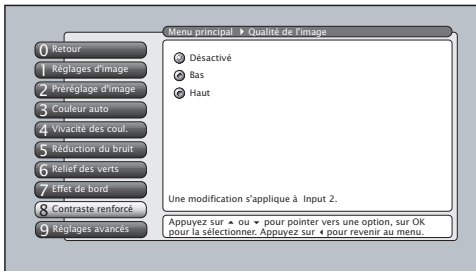 Menu principal ▸ Qualité de l'image
0 Retour
1 Réglages d'image
2 Préréglage d'image
3 Couleur auto
4 Vivacité des coul.
5 Réduction du bruit
6 Relief des verts
7 Effet de bord
8 Contraste renforcé
9 Réglages avancés
Désactivé
Bas
Haut
Une modification s'applique à Input 2.
Appuyez sur ▲ ou ▼ pour pointer vers une option, sur OK
pour la sélectionner. Appuyez sur ◂ pour revenir au menu.